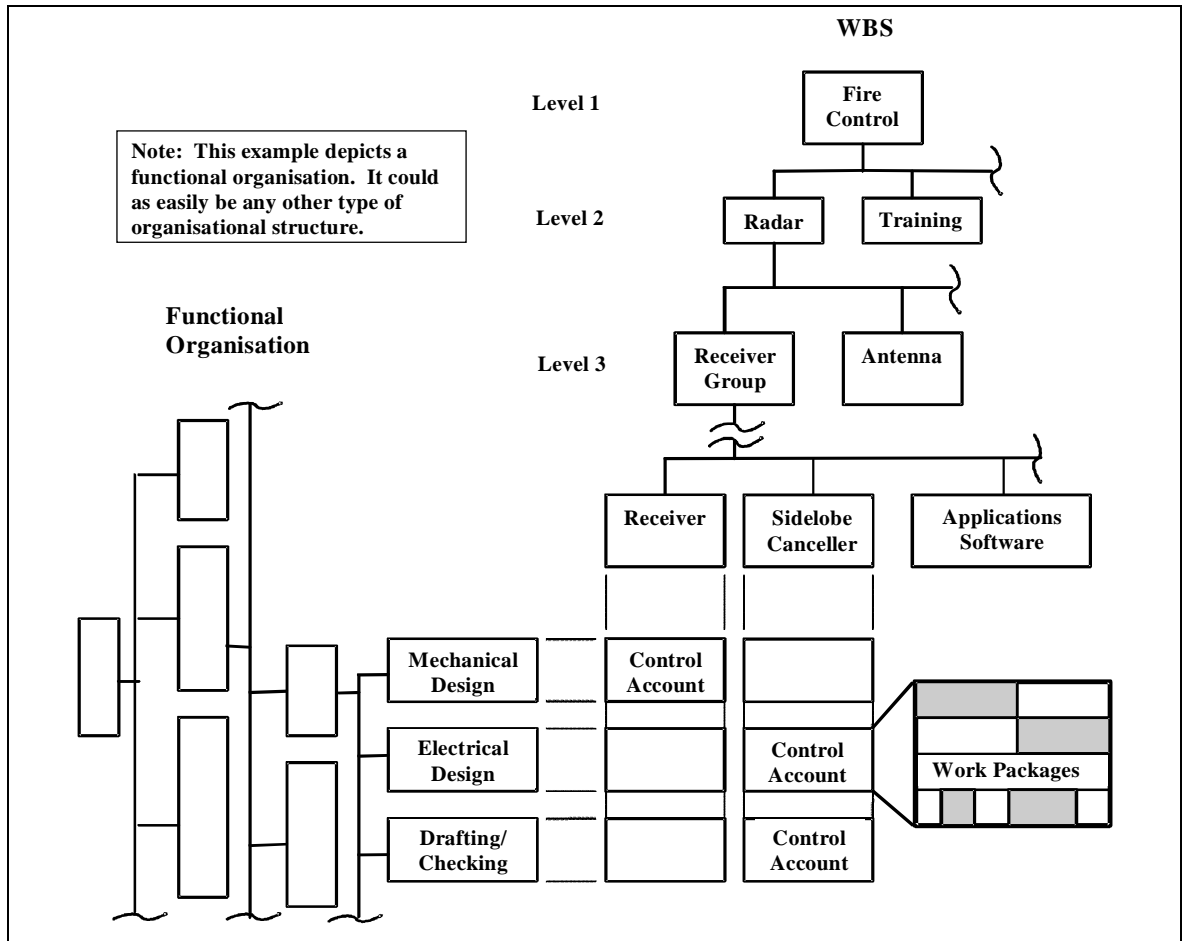 WBS
Level 1
Fire
Control
Note: This example depicts a
functional organisation. It could
as easily be any other type of
organisational structure.
Level 2
Radar
Training
Functional
Organisation
Level 3
Receiver
Group
Antenna
Receiver
Sidelobe
Canceller
Applications
Software
Mechanical
Design
Control
Account
Electrical
Design
Control
Account
Work Packages
Drafting/
Checking
Control
Account